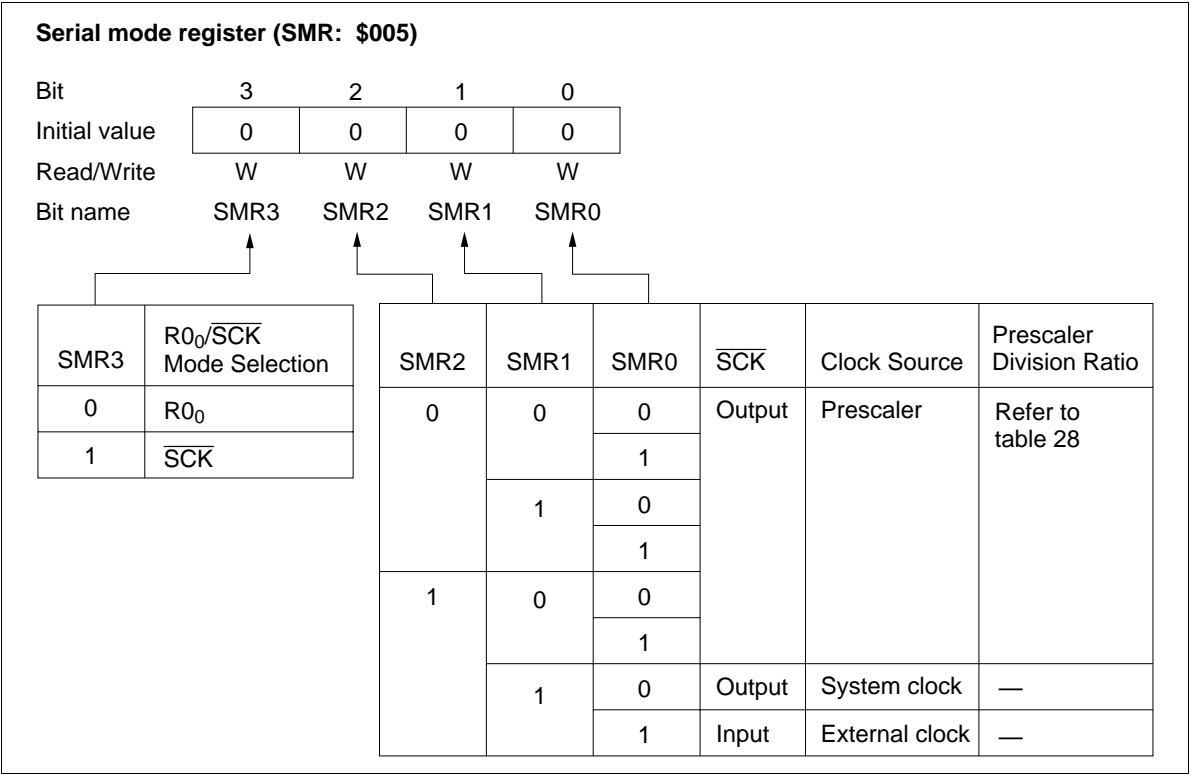 Serial mode register (SMR: $005)
Bit 3 2 1 0
Initial value 0 0 0 0
Read/Write W W W W
Bit name SMR3 SMR2 SMR1 SMR0
SMR3 R0₀/S̅C̅K̅ Mode Selection
0 R0₀
1 S̅C̅K̅
SMR2 SMR1 SMR0 S̅C̅K̅ Clock Source Prescaler Division Ratio
0 0 0 Output Prescaler Refer to table 28
1
1 0
1
1 0 0
1
1 0 Output System clock —
1 Input External clock —